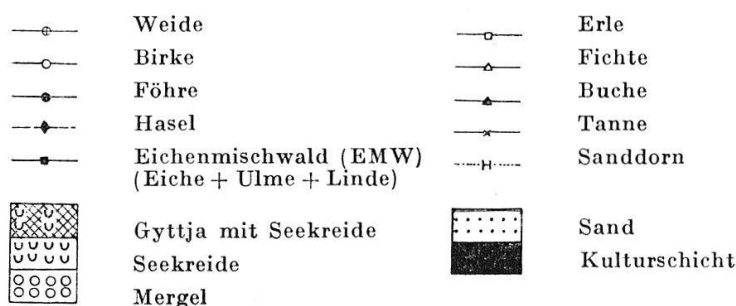 Weide
Birke
Föhre
Hasel
Eichenmischwald (EMW)
(Eiche + Ulme + Linde)
Gyttja mit Seekreide
Seekreide
Mergel
Erle
Fichte
Buche
Tanne
Sanddorn
H
Sand
Kulturschicht